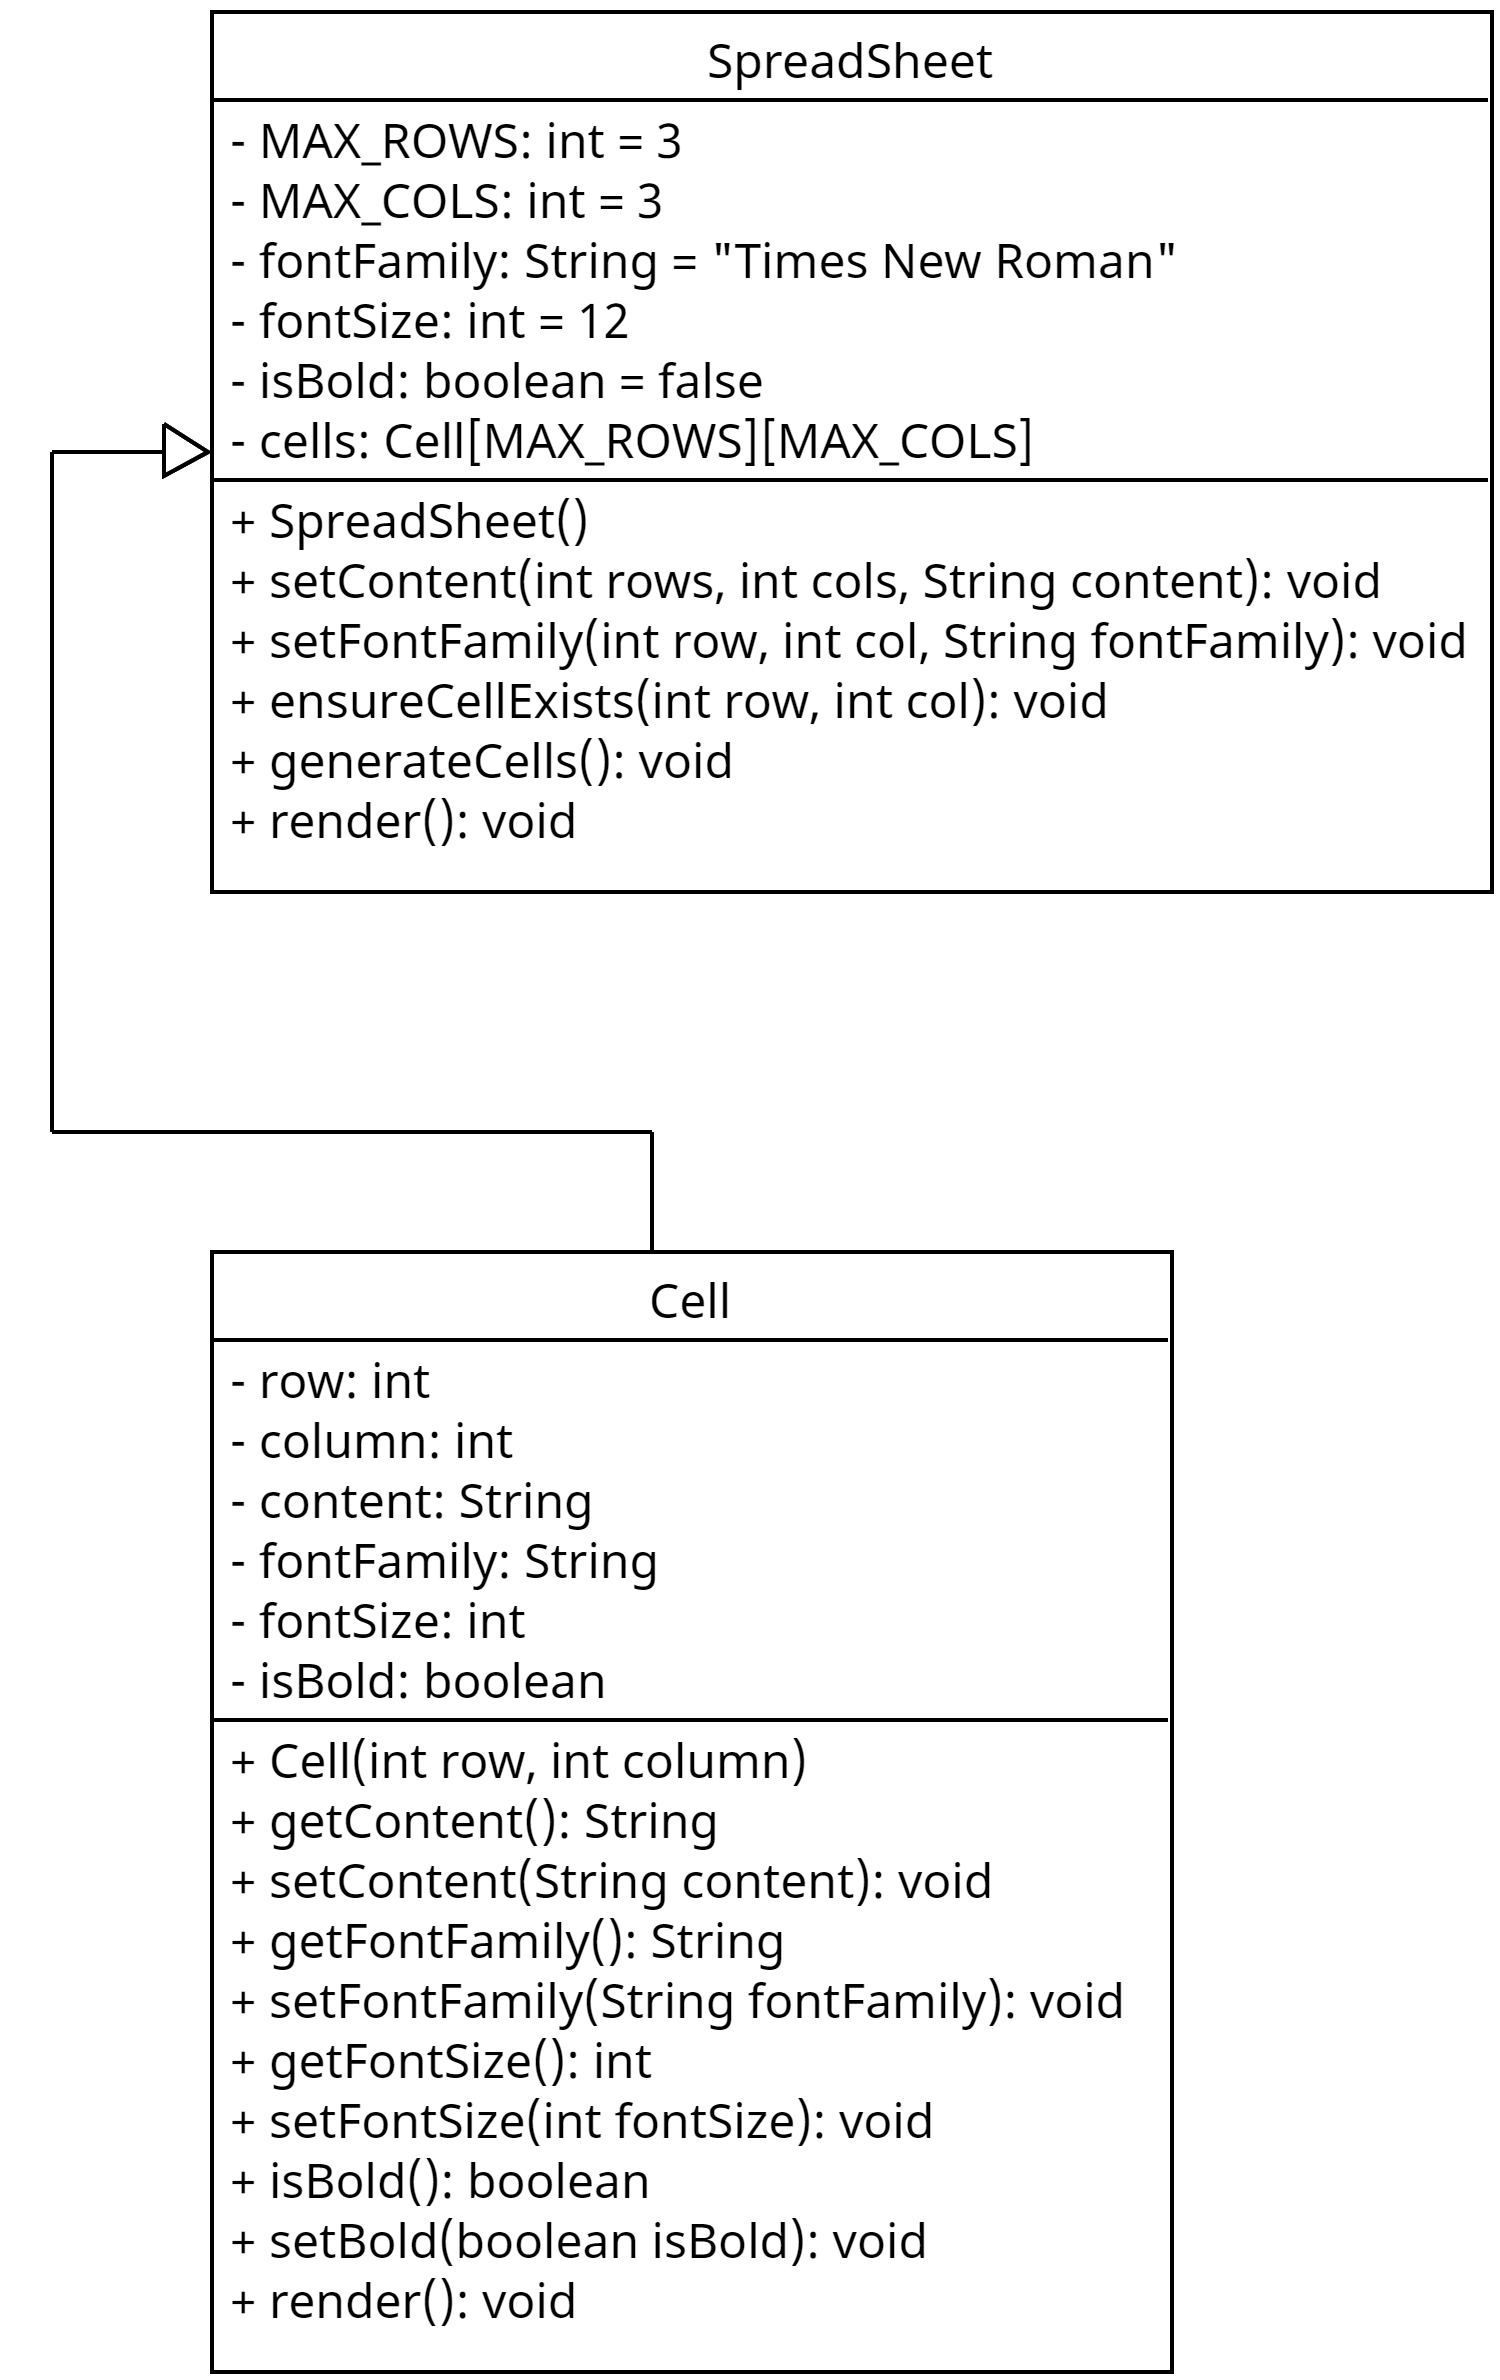 SpreadSheet
- MAX_ROWS: int = 3
- MAX_COLS: int = 3
- fontFamily: String = "Times New Roman"
- fontSize: int = 12
- isBold: boolean = false
- cells: Cell[MAX_ROWS][MAX_COLS]
+ SpreadSheet()
+ setContent(int rows, int cols, String content): void
+ setFontFamily(int row, int col, String fontFamily): void
+ ensureCellExists(int row, int col): void
+ generateCells(): void
+ render(): void
Cell
- row: int
- column: int
- content: String
- fontFamily: String
- fontSize: int
- isBold: boolean
+ Cell(int row, int column)
+ getContent(): String
+ setContent(String content): void
+ getFontFamily(): String
+ setFontFamily(String fontFamily): void
+ getFontSize(): int
+ setFontSize(int fontSize): void
+ isBold(): boolean
+ setBold(boolean isBold): void
+ render(): void